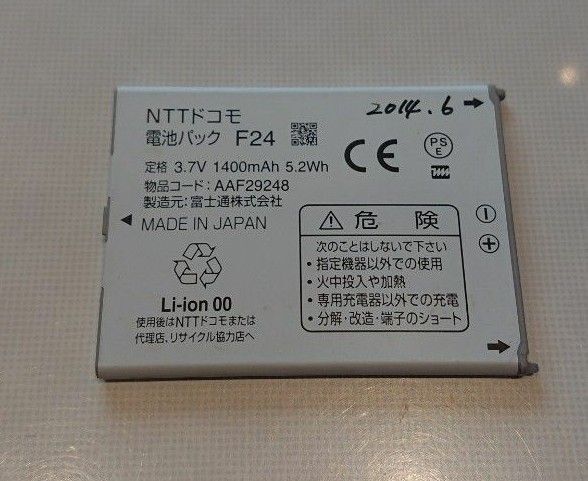 NTTドコモ
電池パック F24
2014.6
定格 3.7V 1400mAh 5.2Wh
物品コード：AAF29248
製造元：富士通株式会社
MADE IN JAPAN
CE
PS
E
Li-ion 00
使用後はNTTドコモまたは
代理店、リサイクル協力店へ
危険
次のことはしないで下さい
・指定機器以外での使用
・火中投入や加熱
・専用充電器以外での充電
・分解・改造・端子のショート